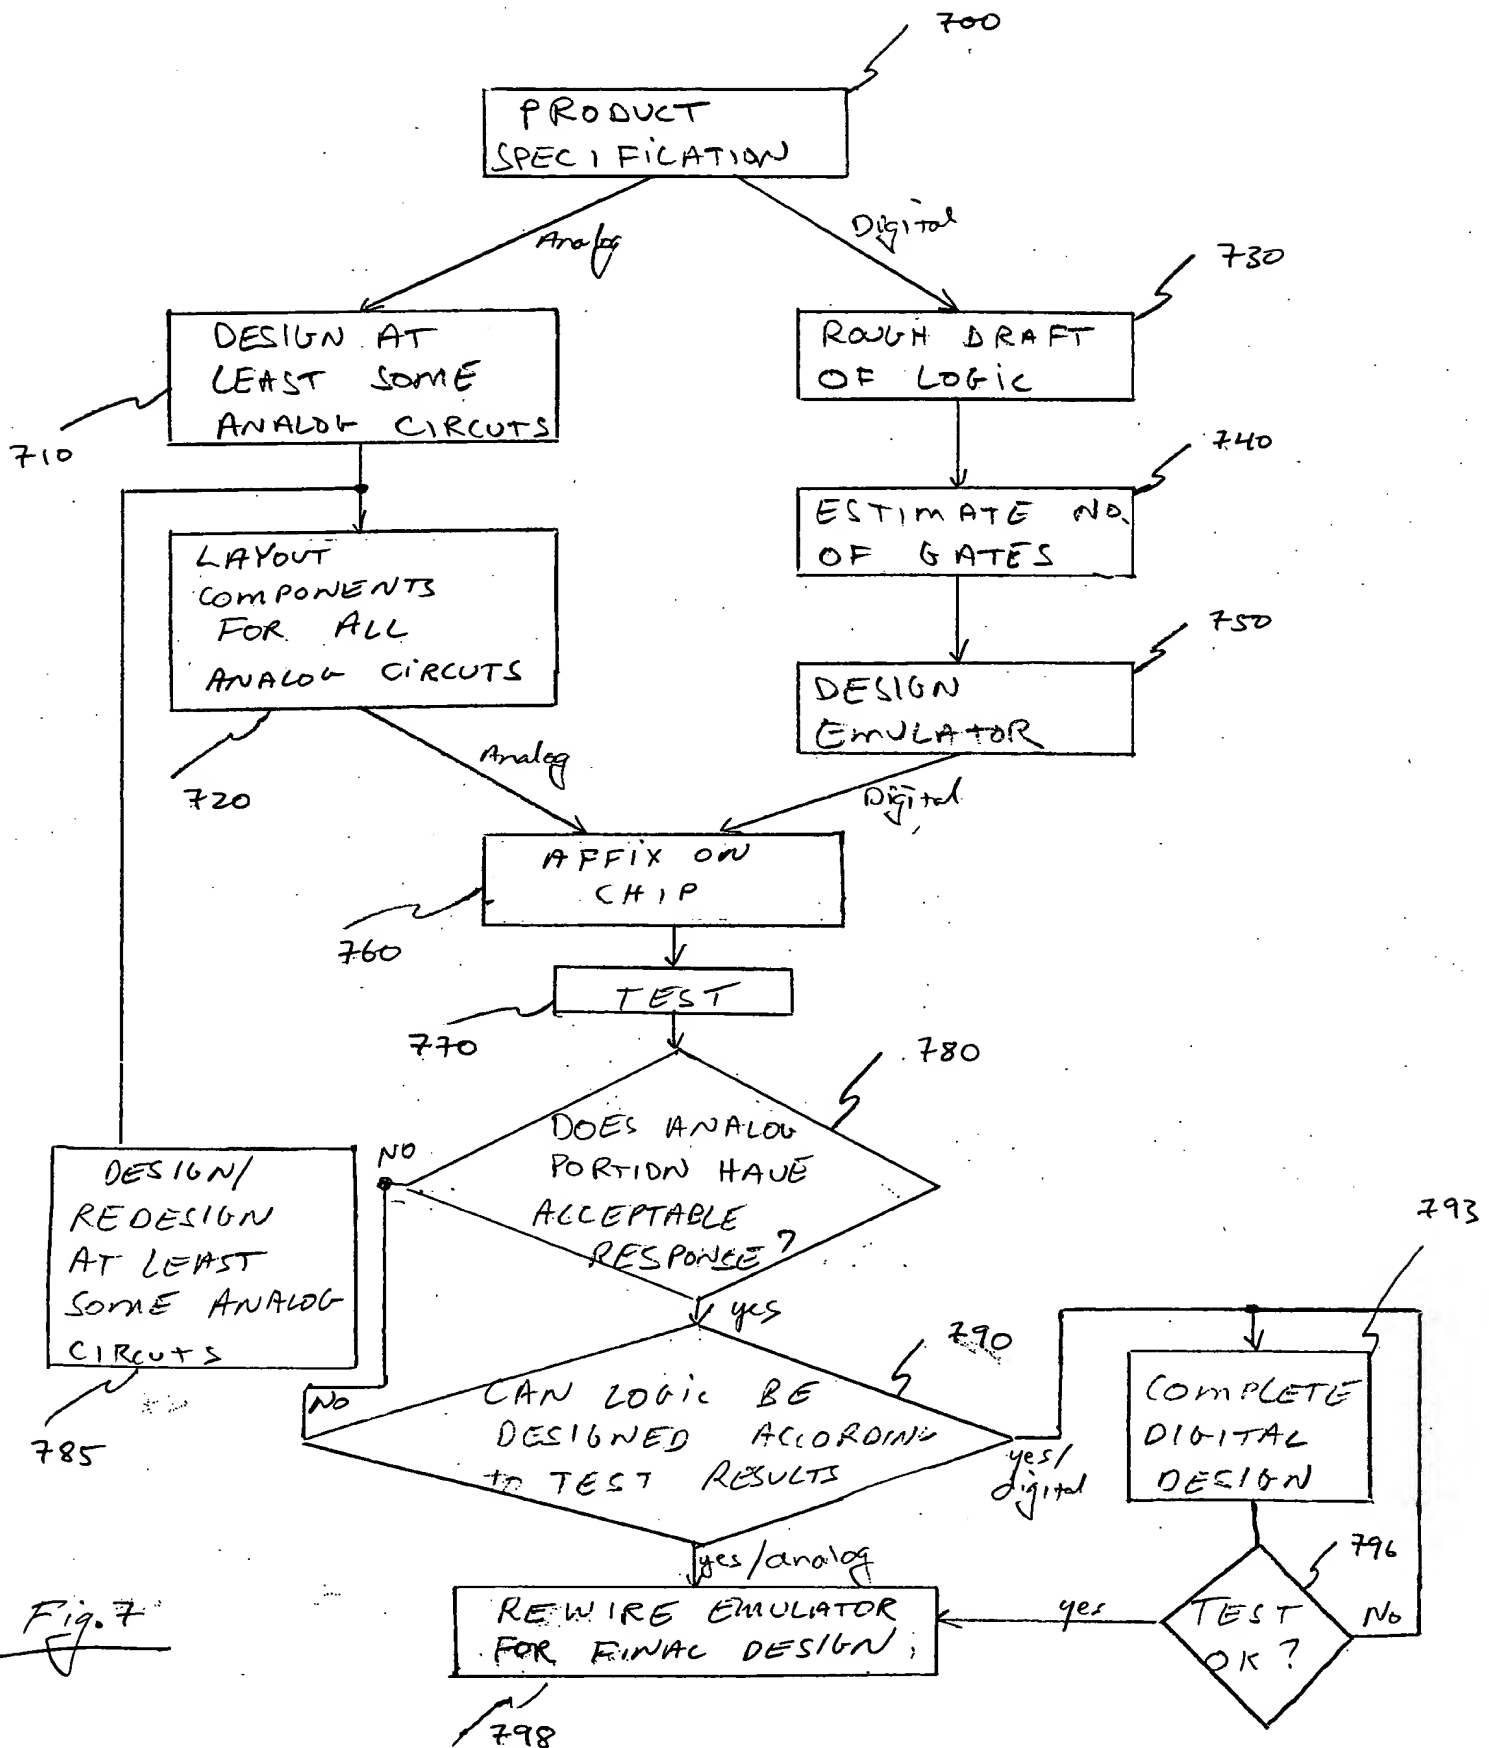 700
PRODUCT
SPECIFICATION
Analog
Digital
730
DESIGN AT
LEAST SOME
ANALOG CIRCUTS
710
ROUGH DRAFT
OF LOGIC
740
ESTIMATE NO.
OF GATES
LAYOUT
COMPONENTS
FOR ALL
ANALOG CIRCUTS
720
750
DESIGN
EMULATOR
Analog
Digital
AFFIX ON
CHIP
760
TEST
770
780
DOES ANALOG
PORTION HAVE
ACCEPTABLE
RESPONSE?
NO
yes
DESIGN/
REDESIGN
AT LEAST
SOME ANALOG
CIRCUTS
785
793
790
CAN LOGIC BE
DESIGNED ACCORDING
to TEST RESULTS
NO
yes/
digital
COMPLETE
DIGITAL
DESIGN
yes/analog
796
TEST
OK?
yes
No
REWIRE EMULATOR
FOR FINAL DESIGN
798
Fig. 7